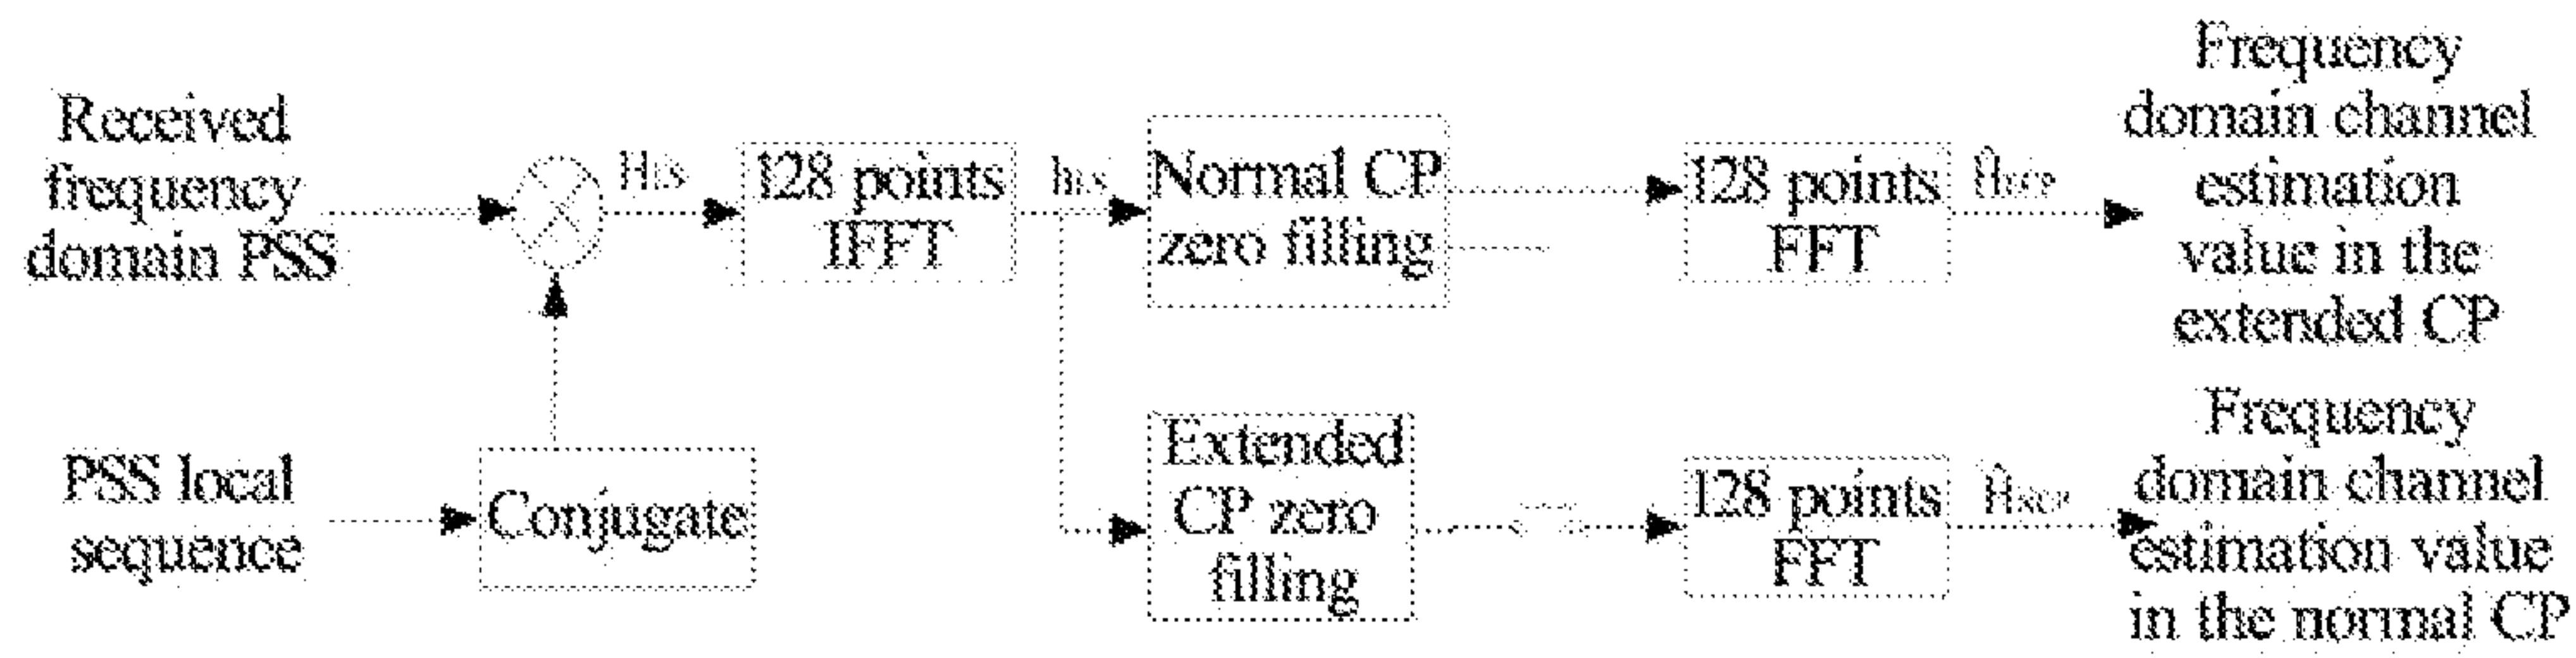 Received
frequency
domain PSS
PSS local
sequence
Conjugate
128 points
IFFT
Normal CP
zero filling
Extended
CP zero
filling
128 points
FFT
128 points
FFT
Frequency
domain channel
estimation
value in the
extended CP
Frequency
domain channel
estimation value
in the normal CP